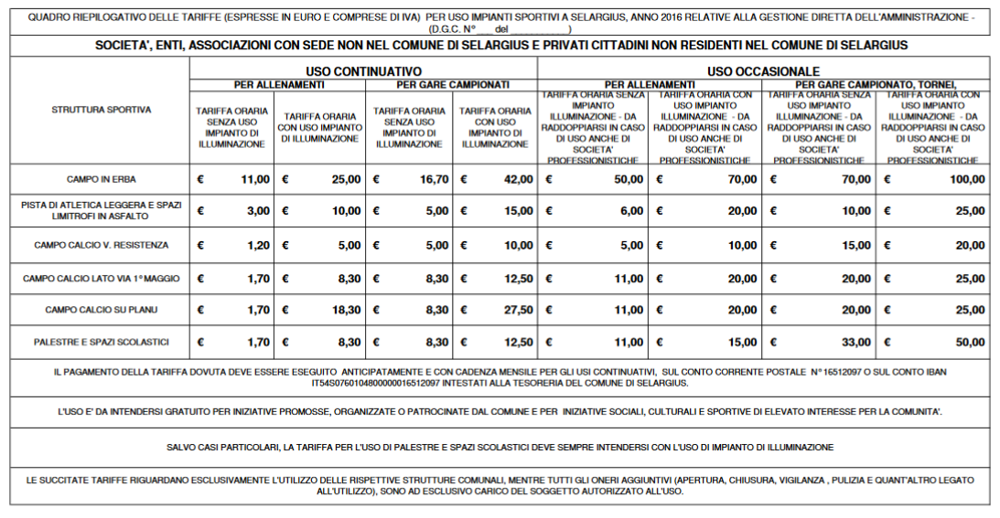 QUADRO RIEPILOGATIVO DELLE TARIFFE (ESPRESSE IN EURO E COMPRESE DI IVA) PER USO IMPIANTI SPORTIVI A SELARGIUS, ANNO 2016 RELATIVE ALLA GESTIONE DIRETTA DELL'AMMINISTRAZIONE -
(D.G.C. N° ___ del ___________)
SOCIETA', ENTI, ASSOCIAZIONI CON SEDE NON NEL COMUNE DI SELARGIUS E PRIVATI CITTADINI NON RESIDENTI NEL COMUNE DI SELARGIUS
STRUTTURA SPORTIVA
USO CONTINUATIVO
USO OCCASIONALE
PER ALLENAMENTI
PER GARE CAMPIONATI
PER ALLENAMENTI
PER GARE CAMPIONATO, TORNEI,
TARIFFA ORARIA
SENZA USO
IMPIANTO DI
ILLUMINAZIONE
TARIFFA ORARIA
CON USO IMPIANTO
DI ILLUMINAZIONE
TARIFFA ORARIA
SENZA USO
IMPIANTO DI
ILLUMINAZIONE
TARIFFA ORARIA
CON USO
IMPIANTO DI
ILLUMINAZIONE
TARIFFA ORARIA SENZA
IMPIANTO
ILLUMINAZIONE - DA
RADDOPPIARSI IN CASO
DI USO ANCHE DI
SOCIETA'
PROFESSIONISTICHE
TARIFFA ORARIA CON
USO IMPIANTO
ILLUMINAZIONE - DA
RADDOPPIARSI IN CASO
DI USO ANCHE DI
SOCIETA'
PROFESSIONISTICHE
TARIFFA ORARIA SENZA
USO IMPIANTO
ILLUMINAZIONE - DA
RADDOPPIARSI IN CASO
DI USO ANCHE DI
SOCIETA'
PROFESSIONISTICHE
TARIFFA ORARIA CON
USO IMPIANTO
ILLUMINAZIONE - DA
RADDOPPIARSI IN CASO
DI USO ANCHE DI
SOCIETA'
PROFESSIONISTICHE
CAMPO IN ERBA € 11,00 € 25,00 € 16,70 € 42,00 € 50,00 € 70,00 € 70,00 € 100,00
PISTA DI ATLETICA LEGGERA E SPAZI
LIMITROFI IN ASFALTO € 3,00 € 10,00 € 5,00 € 15,00 € 6,00 € 20,00 € 10,00 € 25,00
CAMPO CALCIO V. RESISTENZA € 1,20 € 5,00 € 5,00 € 10,00 € 5,00 € 10,00 € 15,00 € 20,00
CAMPO CALCIO LATO VIA 1° MAGGIO € 1,70 € 8,30 € 8,30 € 12,50 € 11,00 € 20,00 € 20,00 € 25,00
CAMPO CALCIO SU PLANU € 1,70 € 18,30 € 8,30 € 27,50 € 11,00 € 20,00 € 20,00 € 25,00
PALESTRE E SPAZI SCOLASTICI € 1,70 € 8,30 € 8,30 € 12,50 € 11,00 € 15,00 € 33,00 € 50,00
IL PAGAMENTO DELLA TARIFFA DOVUTA DEVE ESSERE ESEGUITO ANTICIPATAMENTE E CON CADENZA MENSILE PER GLI USI CONTINUATIVI, SUL CONTO CORRENTE POSTALE N° 16512097 O SUL CONTO IBAN
IT54S0760104800000016512097 INTESTATI ALLA TESORERIA DEL COMUNE DI SELARGIUS.
L'USO E' DA INTENDERSI GRATUITO PER INIZIATIVE PROMOSSE, ORGANIZZATE O PATROCINATE DAL COMUNE E PER INIZIATIVE SOCIALI, CULTURALI E SPORTIVE DI ELEVATO INTERESSE PER LA COMUNITA'.
SALVO CASI PARTICOLARI, LA TARIFFA PER L'USO DI PALESTRE E SPAZI SCOLASTICI DEVE SEMPRE INTENDERSI CON L'USO DI IMPIANTO DI ILLUMINAZIONE
LE SUCCITATE TARIFFE RIGUARDANO ESCLUSIVAMENTE L'UTILIZZO DELLE RISPETTIVE STRUTTURE COMUNALI, MENTRE TUTTI GLI ONERI AGGIUNTIVI (APERTURA, CHIUSURA, VIGILANZA , PULIZIA E QUANT'ALTRO LEGATO
ALL'UTILIZZO), SONO AD ESCLUSIVO CARICO DEL SOGGETTO AUTORIZZATO ALL'USO.